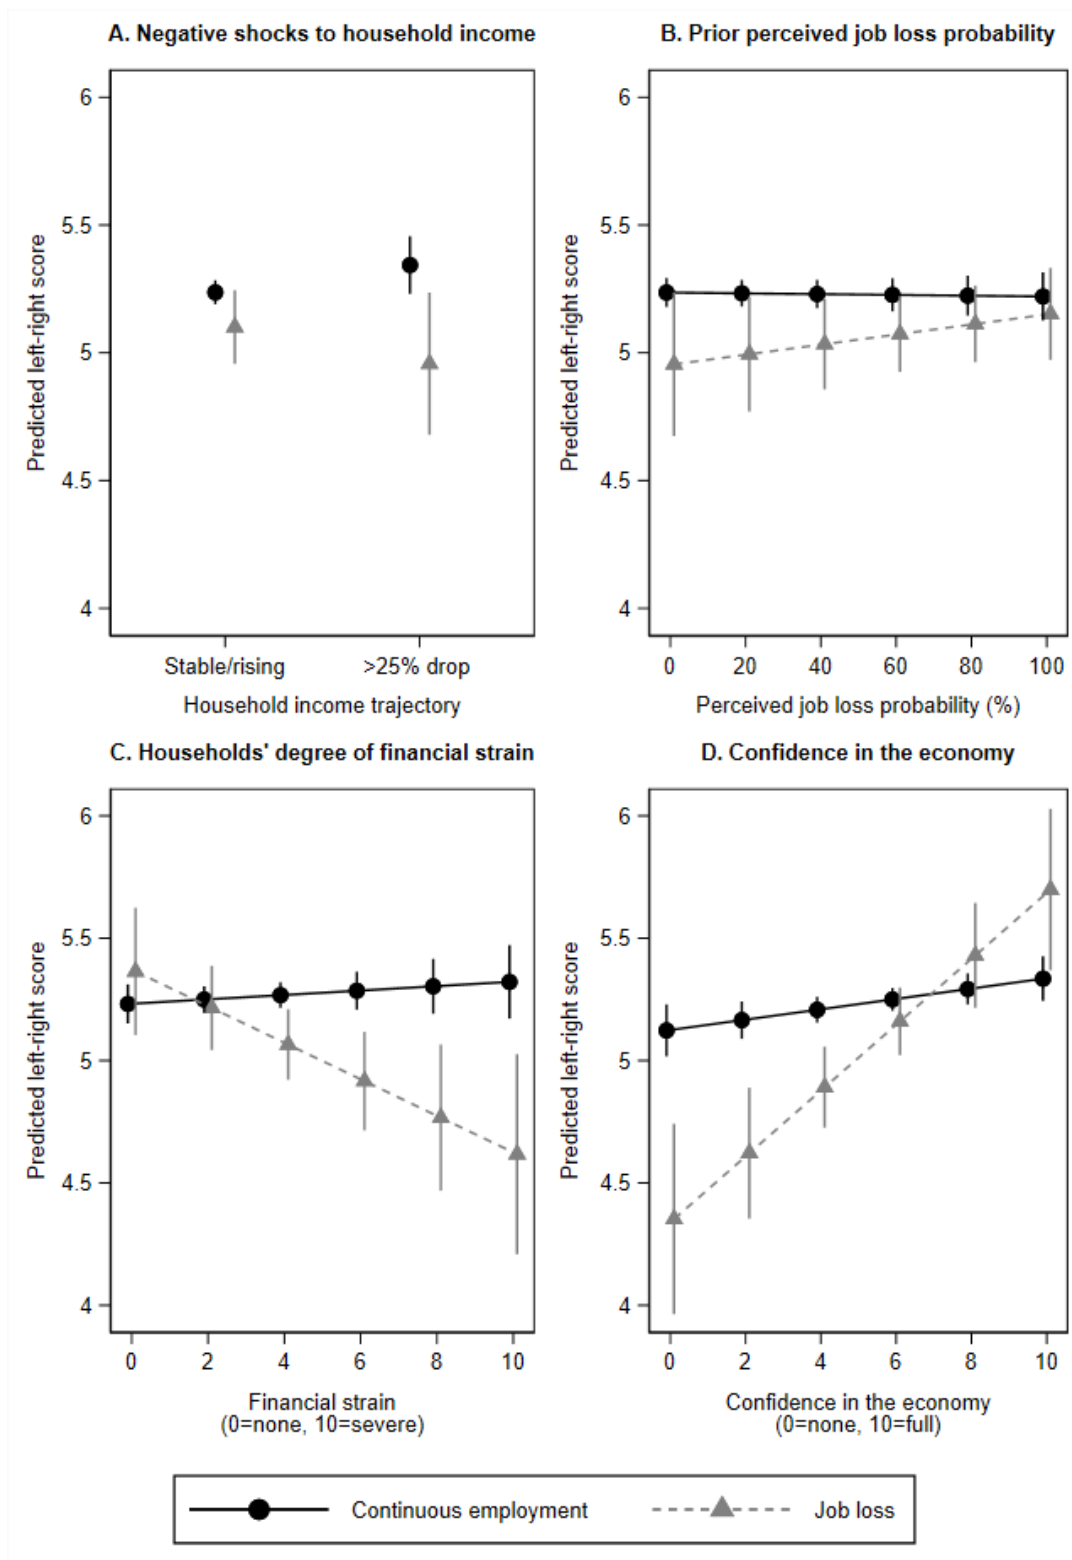 A. Negative shocks to household income
Predicted left-right score
6
5.5
5
4.5
4
Stable/rising >25% drop
Household income trajectory
B. Prior perceived job loss probability
Predicted left-right score
6
5.5
5
4.5
4
0 20 40 60 80 100
Perceived job loss probability (%)
C. Households' degree of financial strain
Predicted left-right score
6
5.5
5
4.5
4
0 2 4 6 8 10
Financial strain
(0=none, 10=severe)
D. Confidence in the economy
Predicted left-right score
6
5.5
5
4.5
4
0 2 4 6 8 10
Confidence in the economy
(0=none, 10=full)
Continuous employment Job loss